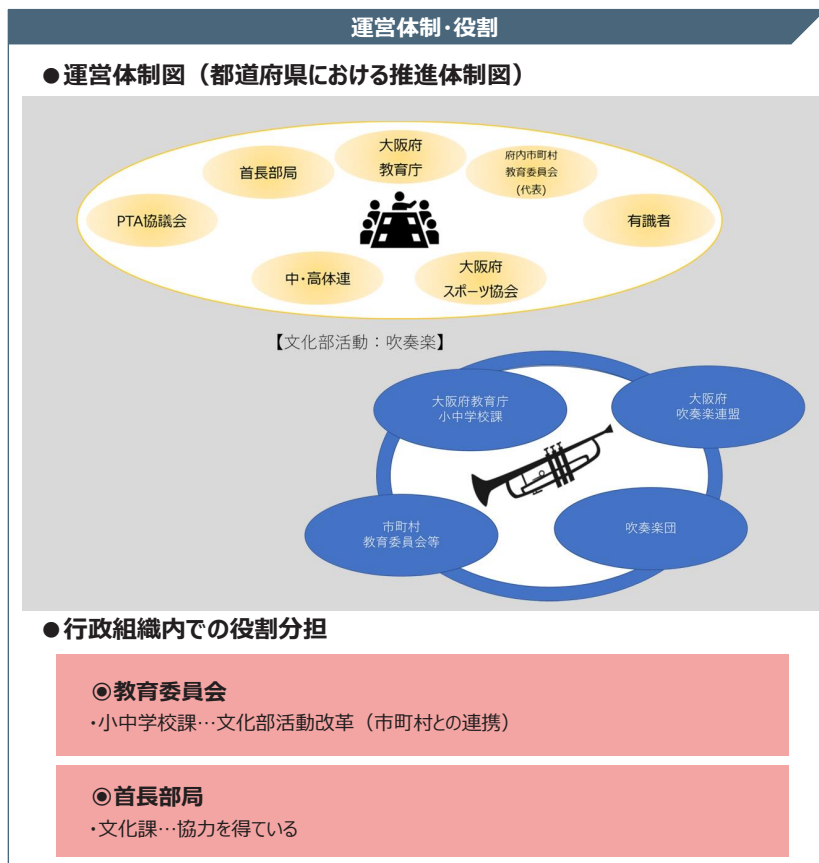 運営体制・役割
●運営体制図（都道府県における推進体制図）
大阪府
教育庁
首長部局
府内市町村
教育委員会
(代表)
PTA協議会
有識者
中・高体連
大阪府
スポーツ協会
【文化部活動：吹奏楽】
大阪府教育庁
小中学校課
大阪府
吹奏楽連盟
市町村
教育委員会等
吹奏楽団
●行政組織内での役割分担
◉教育委員会
・小中学校課…文化部活動改革（市町村との連携）
◉首長部局
・文化課…協力を得ている